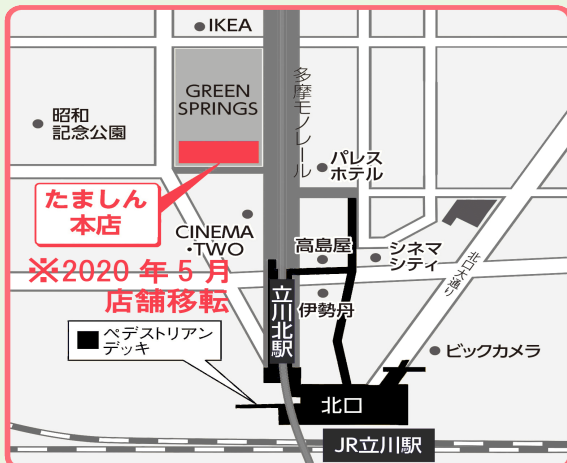 IKEA
GREEN
SPRINGS
多摩モノレール
昭和
記念公園
パレス
ホテル
たましん
本店
CINEMA
・TWO
高島屋
シネマ
シティ
北口大通り
※2020年5月
店舗移転
伊勢丹
立川北駅
ペデストリアン
デッキ
ビックカメラ
北口
JR立川駅